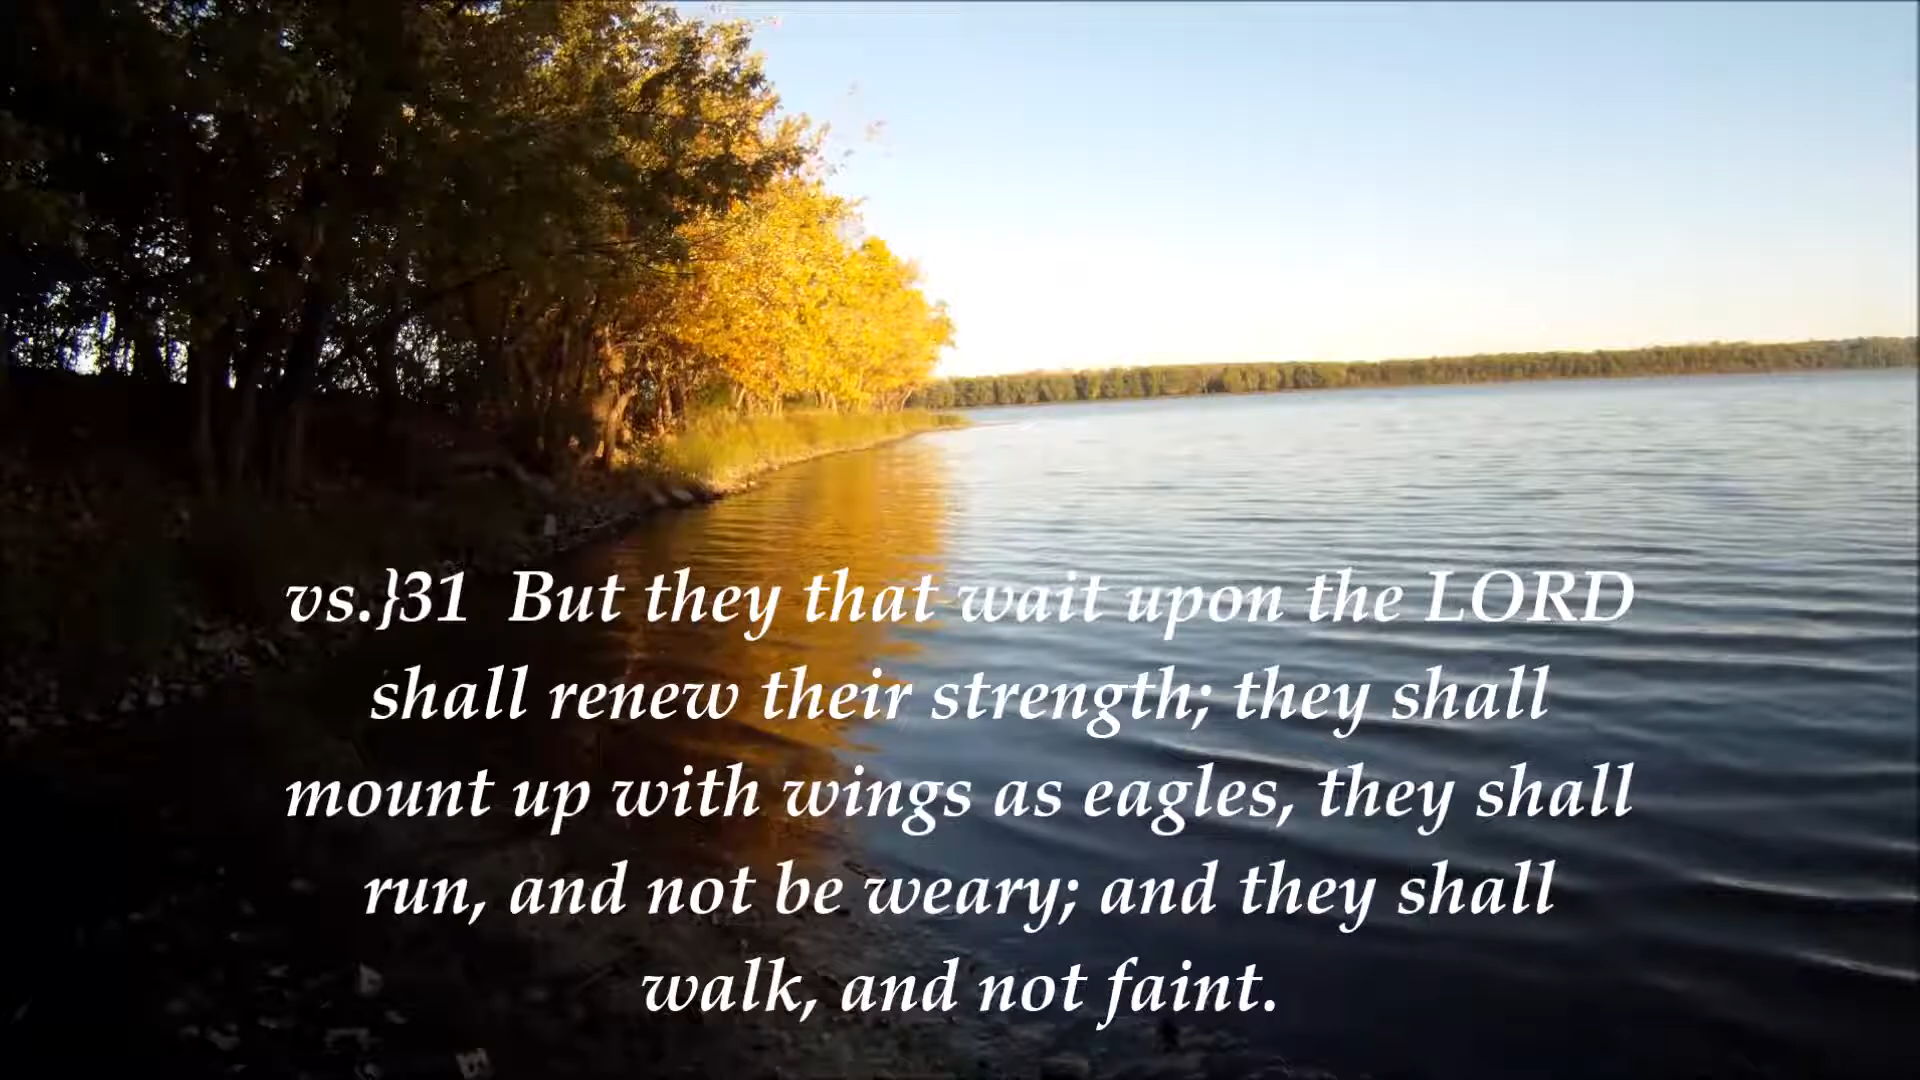 vs.}31  But they that wait upon the LORD
shall renew their strength; they shall
mount up with wings as eagles, they shall
run, and not be weary; and they shall
walk, and not faint.